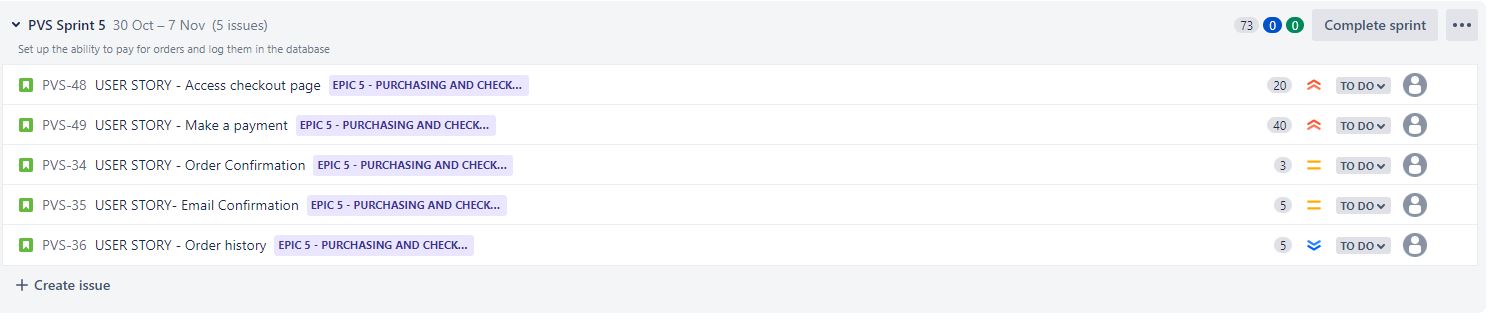 PVS Sprint 5 30 Oct – 7 Nov (5 issues) 73 0 0 Complete sprint
Set up the ability to pay for orders and log them in the database
PVS-48 USER STORY - Access checkout page EPIC 5 - PURCHASING AND CHECK... 20 TO DO
PVS-49 USER STORY - Make a payment EPIC 5 - PURCHASING AND CHECK... 40 TO DO
PVS-34 USER STORY - Order Confirmation EPIC 5 - PURCHASING AND CHECK... 3 TO DO
PVS-35 USER STORY- Email Confirmation EPIC 5 - PURCHASING AND CHECK... 5 TO DO
PVS-36 USER STORY - Order history EPIC 5 - PURCHASING AND CHECK... 5 TO DO
+ Create issue